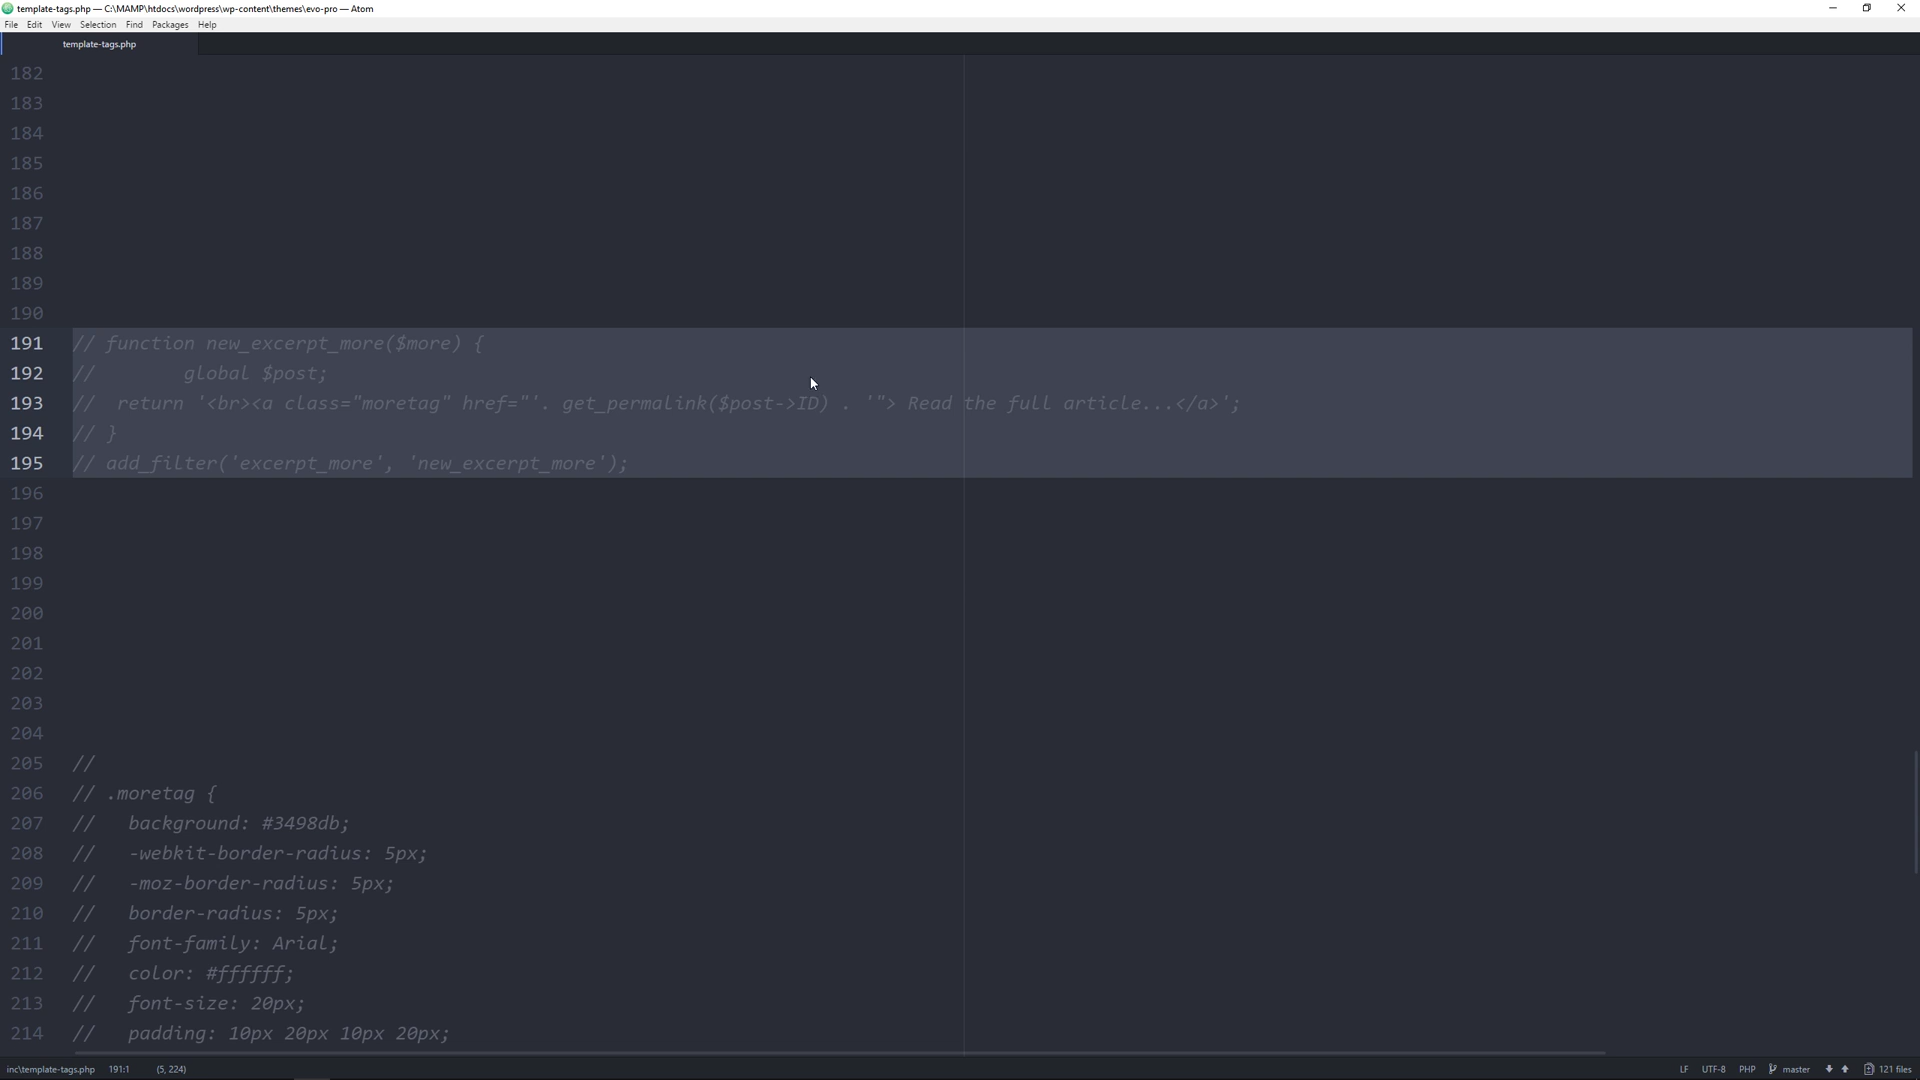 template-tags.php — C:\MAMP\htdocs\wordpress\wp-content\themes\evo-pro — Atom
File Edit View Selection Find Packages Help
template-tags.php
182
183
184
185
186
187
188
189
190
191 // function new_excerpt_more($more) {
192 //        global $post;
193 //  return '<br><a class="moretag" href="'. get_permalink($post->ID) . '"> Read the full article...</a>';
194 // }
195 // add_filter('excerpt_more', 'new_excerpt_more');
196
197
198
199
200
201
202
203
204
205 //
206 // .moretag {
207 //   background: #3498db;
208 //   -webkit-border-radius: 5px;
209 //   -moz-border-radius: 5px;
210 //   border-radius: 5px;
211 //   font-family: Arial;
212 //   color: #ffffff;
213 //   font-size: 20px;
214 //   padding: 10px 20px 10px 20px;
inc\template-tags.php 191:1 (5, 224) LF UTF-8 PHP master 121 files